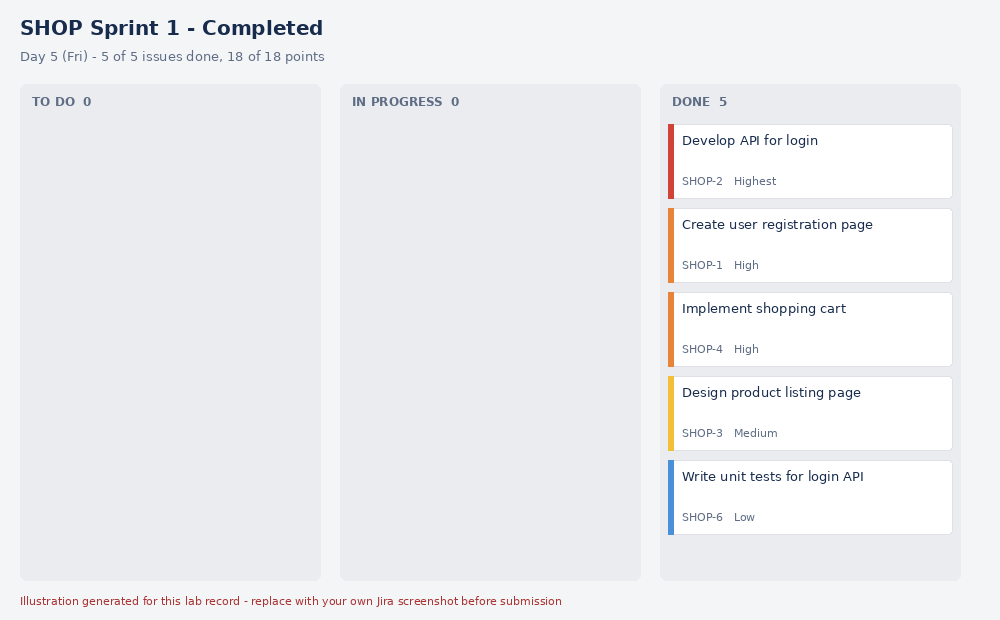 SHOP Sprint 1 - Completed
Day 5 (Fri) - 5 of 5 issues done, 18 of 18 points
TO DO 0
IN PROGRESS 0
DONE 5
Develop API for login
SHOP-2 Highest
Create user registration page
SHOP-1 High
Implement shopping cart
SHOP-4 High
Design product listing page
SHOP-3 Medium
Write unit tests for login API
SHOP-6 Low
Illustration generated for this lab record - replace with your own Jira screenshot before submission